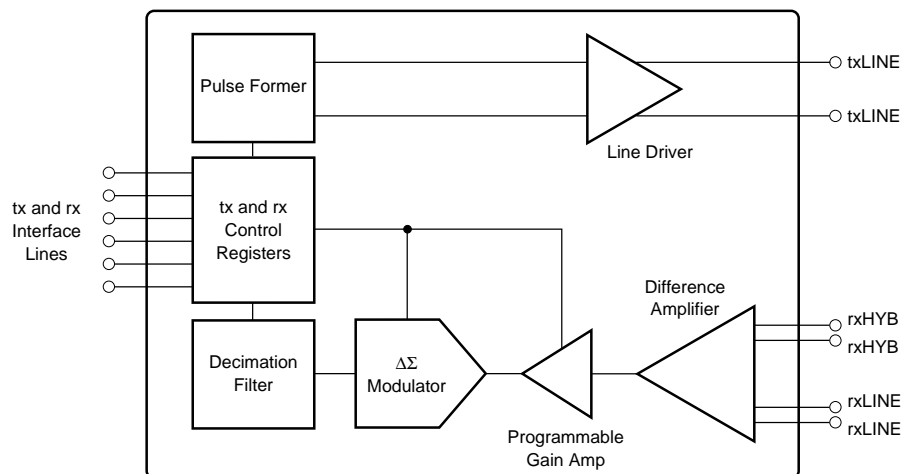 Pulse Former
txLINE
txLINE
Line Driver
tx and rx
Interface
Lines
tx and rx
Control
Registers
Difference
Amplifier
rxHYB
rxHYB
Decimation
Filter
ΔΣ
Modulator
rxLINE
rxLINE
Programmable
Gain Amp